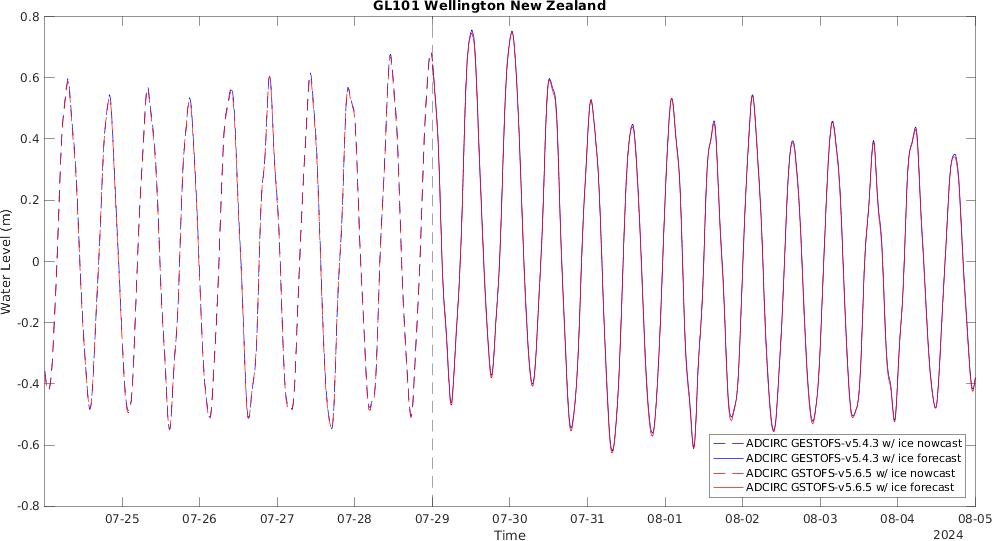 GL101 Wellington New Zealand
0.8
0.6
0.4
0.2
0
-0.2
-0.4
-0.6
-0.8
Water Level (m)
07-25 07-26 07-27 07-28 07-29 07-30 07-31 08-01 08-02 08-03 08-04 08-05
Time
2024
ADCIRC GESTOFS-v5.4.3 w/ ice nowcast
ADCIRC GESTOFS-v5.4.3 w/ ice forecast
ADCIRC GSTOFS-v5.6.5 w/ ice nowcast
ADCIRC GSTOFS-v5.6.5 w/ ice forecast